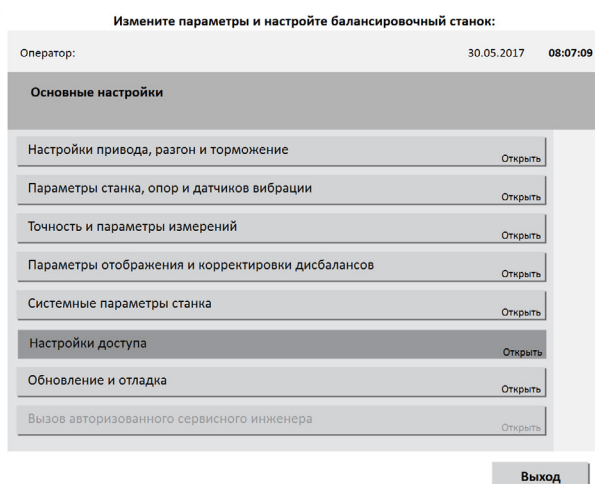 Измените параметры и настройте балансировочный станок:
Оператор: 30.05.2017 08:07:09
Основные настройки
Настройки привода, разгон и торможение Открыть
Параметры станка, опор и датчиков вибрации Открыть
Точность и параметры измерений Открыть
Параметры отображения и корректировки дисбалансов Открыть
Системные параметры станка Открыть
Настройки доступа Открыть
Обновление и отладка Открыть
Вызов авторизованного сервисного инженера Открыть
Выход